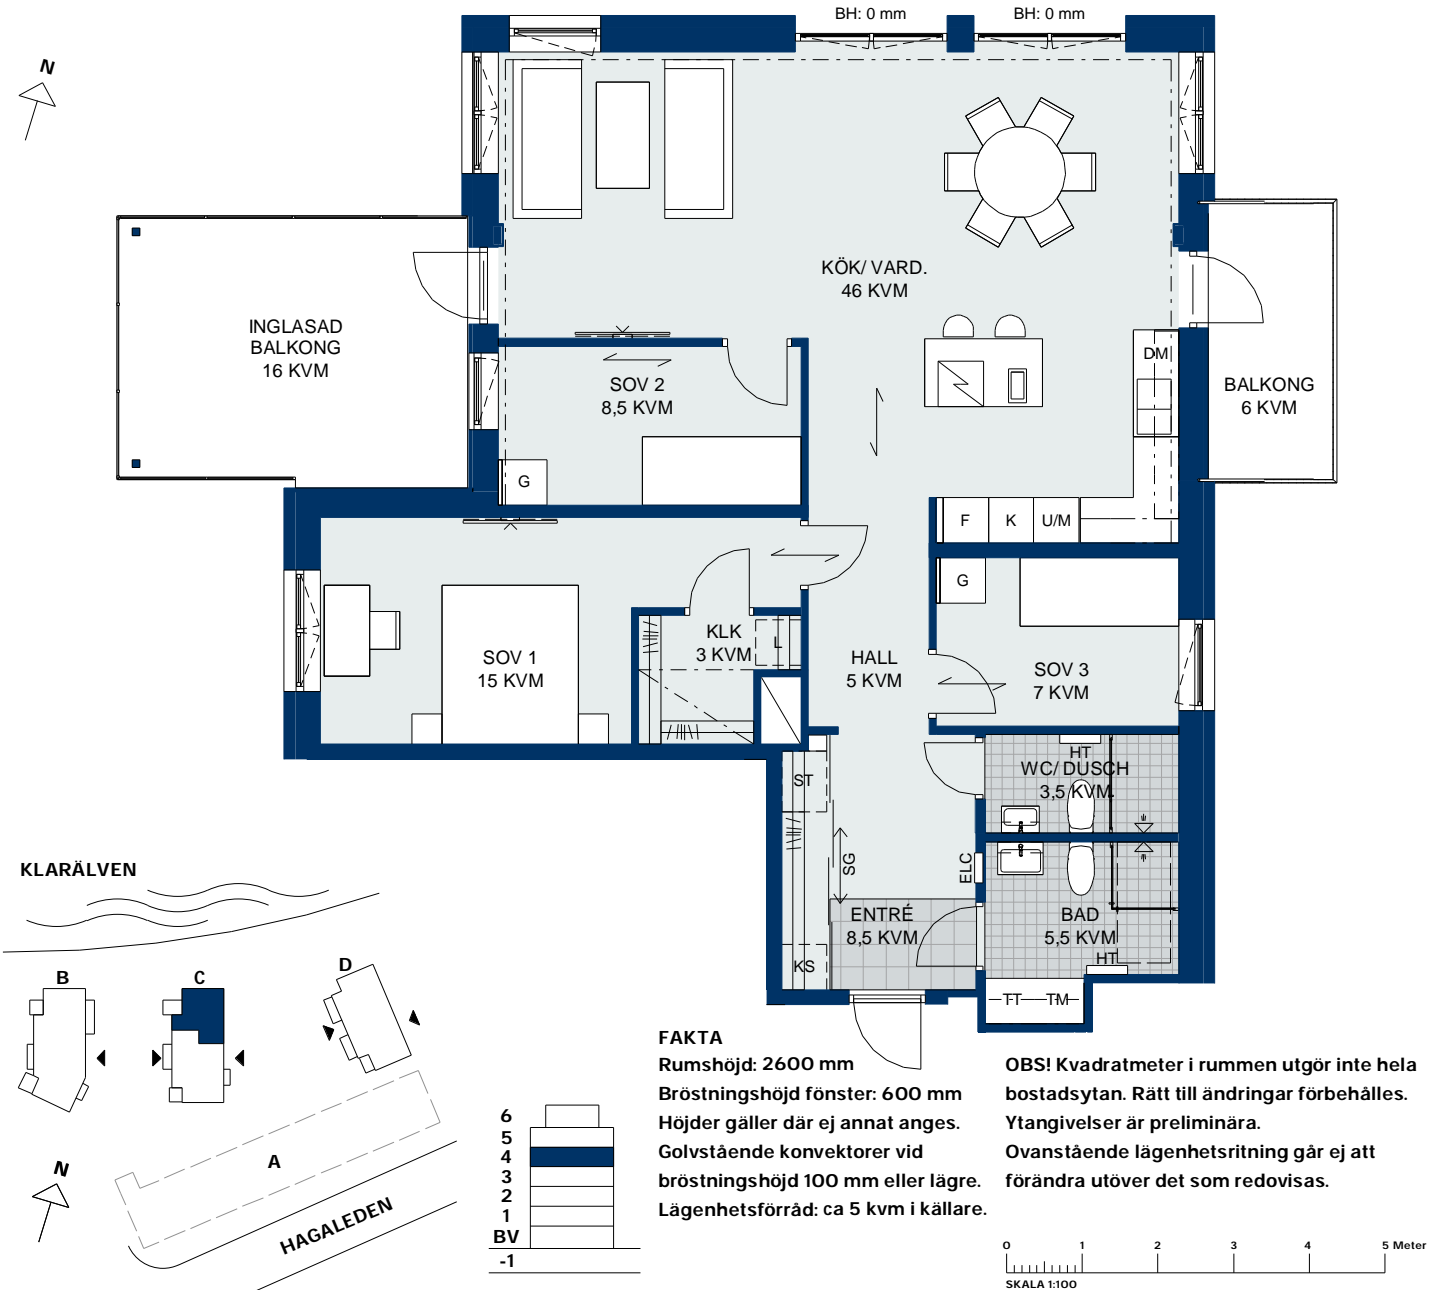 BH: 0 mm
BH: 0 mm
N
KÖK/ VARD.
46 KVM
INGLASAD
BALKONG
16 KVM
SOV 2
8,5 KVM
DM
BALKONG
6 KVM
G
F
K
U/M
G
KLK
3 KVM
L
SOV 1
15 KVM
HALL
5 KVM
SOV 3
7 KVM
HT
WC/ DUSCH
3,5 KVM
ST
SG
ELC
ENTRÉ
8,5 KVM
BAD
5,5 KVM
HT
KS
TT
TM
KLARÄLVEN
B
C
D
A
N
HAGALEDEN
6
5
4
3
2
1
BV
-1
FAKTA
Rumshöjd: 2600 mm
Bröstningshöjd fönster: 600 mm
Höjder gäller där ej annat anges.
Golvstående konvektorer vid
bröstningshöjd 100 mm eller lägre.
Lägenhetsförråd: ca 5 kvm i källare.
OBS! Kvadratmeter i rummen utgör inte hela
bostadsytan. Rätt till ändringar förbehålles.
Ytangivelser är preliminära.
Ovanstående lägenhetsritning går ej att
förändra utöver det som redovisas.
0 1 2 3 4 5 Meter
SKALA 1:100